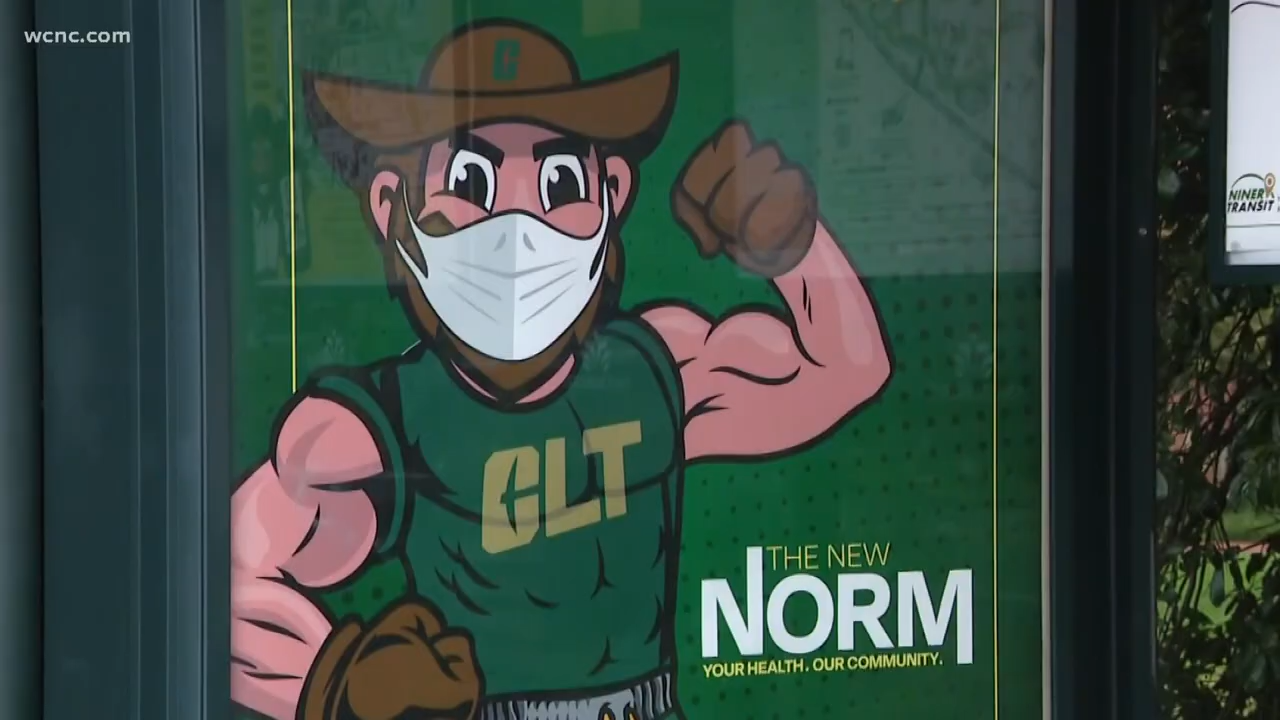 wcnc.com
C
NINER
TRANSIT
CLT
THE NEW
NORM
YOUR HEALTH. OUR COMMUNITY.